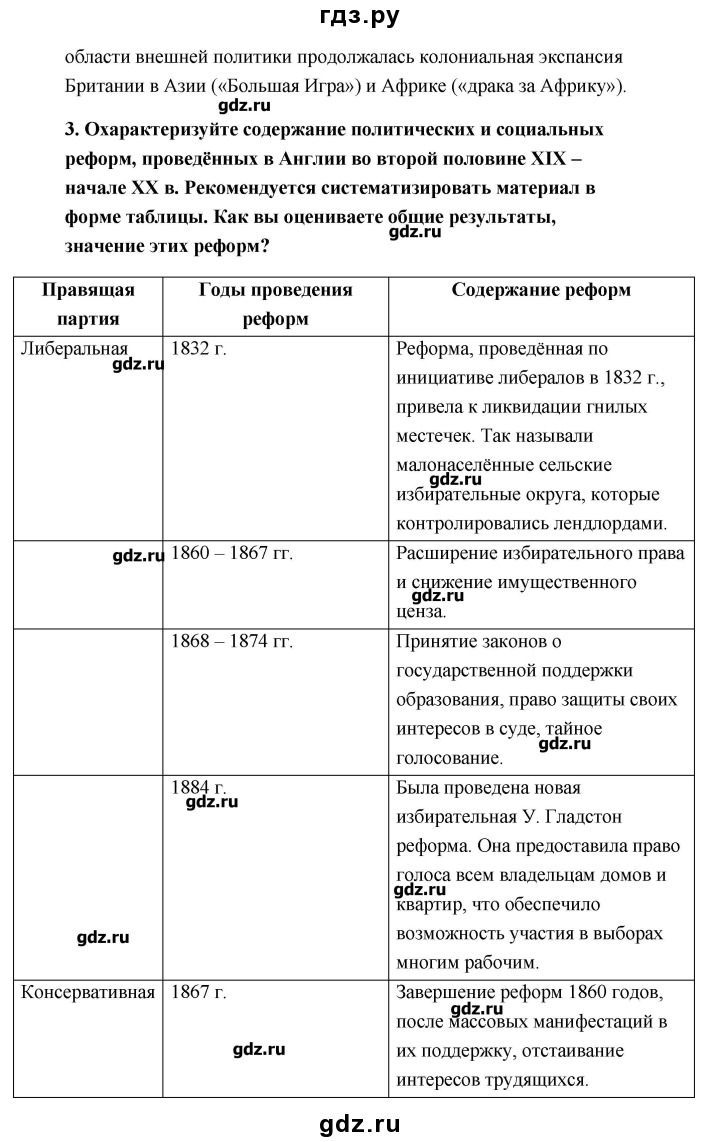 гдз.ру
области внешней политики продолжалась колониальная экспансия
Британии в Азии («Большая Игра») и Африке («драка за Африку»).
gdz.ru
3. Охарактеризуйте содержание политических и социальных
реформ, проведённых в Англии во второй половине XIX –
начале XX в. Рекомендуется систематизировать материал в
форме таблицы. Как вы оцениваете общие результаты,
gdz.ru
значение этих реформ?
Правящая
партия
Годы проведения
реформ
Содержание реформ
Либеральная
gdz.ru
1832 г.
Реформа, проведённая по
инициативе либералов в 1832 г.,
привела к ликвидации гнилых
местечек. Так называли
малонаселённые сельские
gdz.ru
избирательные округа, которые
контролировались лендлордами.
gdz.ru
1860 – 1867 гг.
Расширение избирательного права
и снижение имущественного
gdz.ru
ценза.
1868 – 1874 гг.
Принятие законов о
государственной поддержки
образования, право защиты своих
интересов в суде, тайное
gdz.ru
голосование.
1884 г.
gdz.ru
Была проведена новая
избирательная У. Гладстон
реформа. Она предоставила право
голоса всем владельцам домов и
gdz.ru
квартир, что обеспечило
возможность участия в выборах
gdz.ru
многим рабочим.
Консервативная
1867 г.
gdz.ru
Завершение реформ 1860 годов,
gdz.ru
после массовых манифестаций в
их поддержку, отстаивание
интересов трудящихся.
gdz.ru